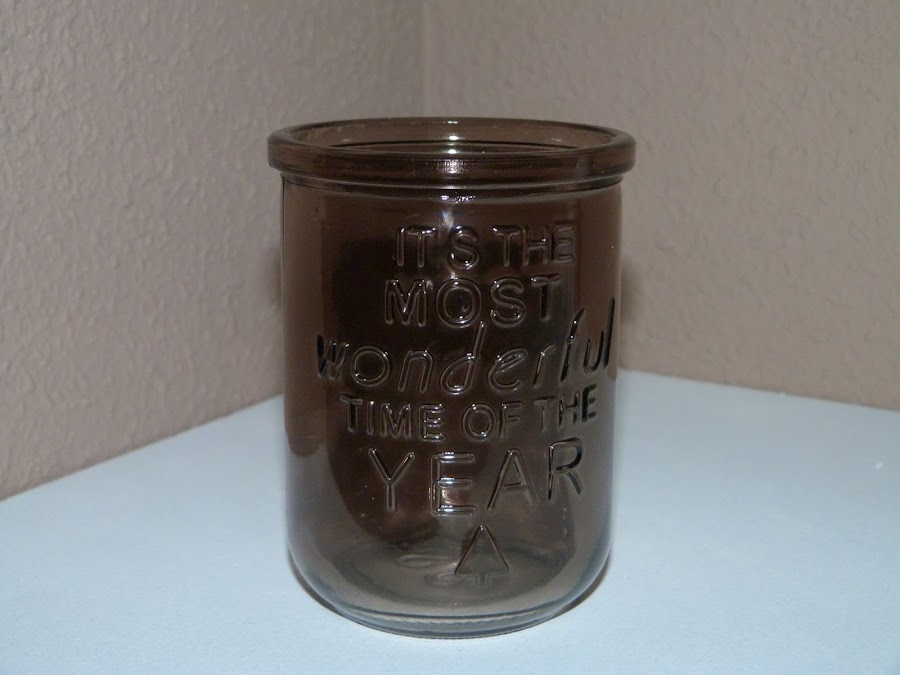 IT'S THE
MOST
wonderful
TIME OF THE
YEAR